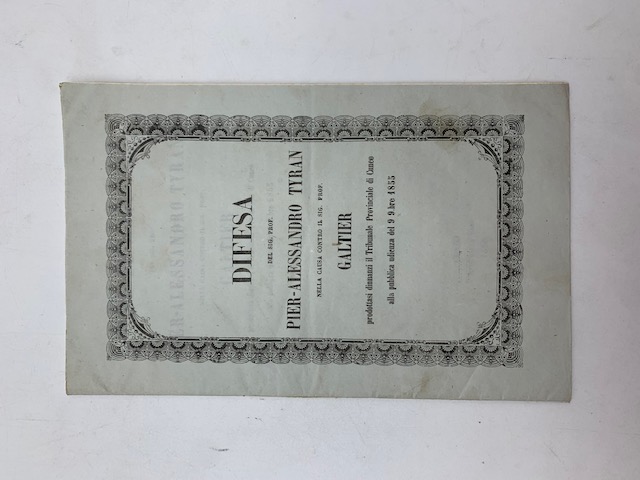 DIFESA
DEL SIG. PROF.
PIER-ALESSANDRO TYRAN
NELLA CAUSA CONTRO IL SIG. PROF.
GALTIER
prodottasi dinnanzi il Tribunale Provinciale di Cuneo
alla pubblica udienza del 9 9.bre 1855